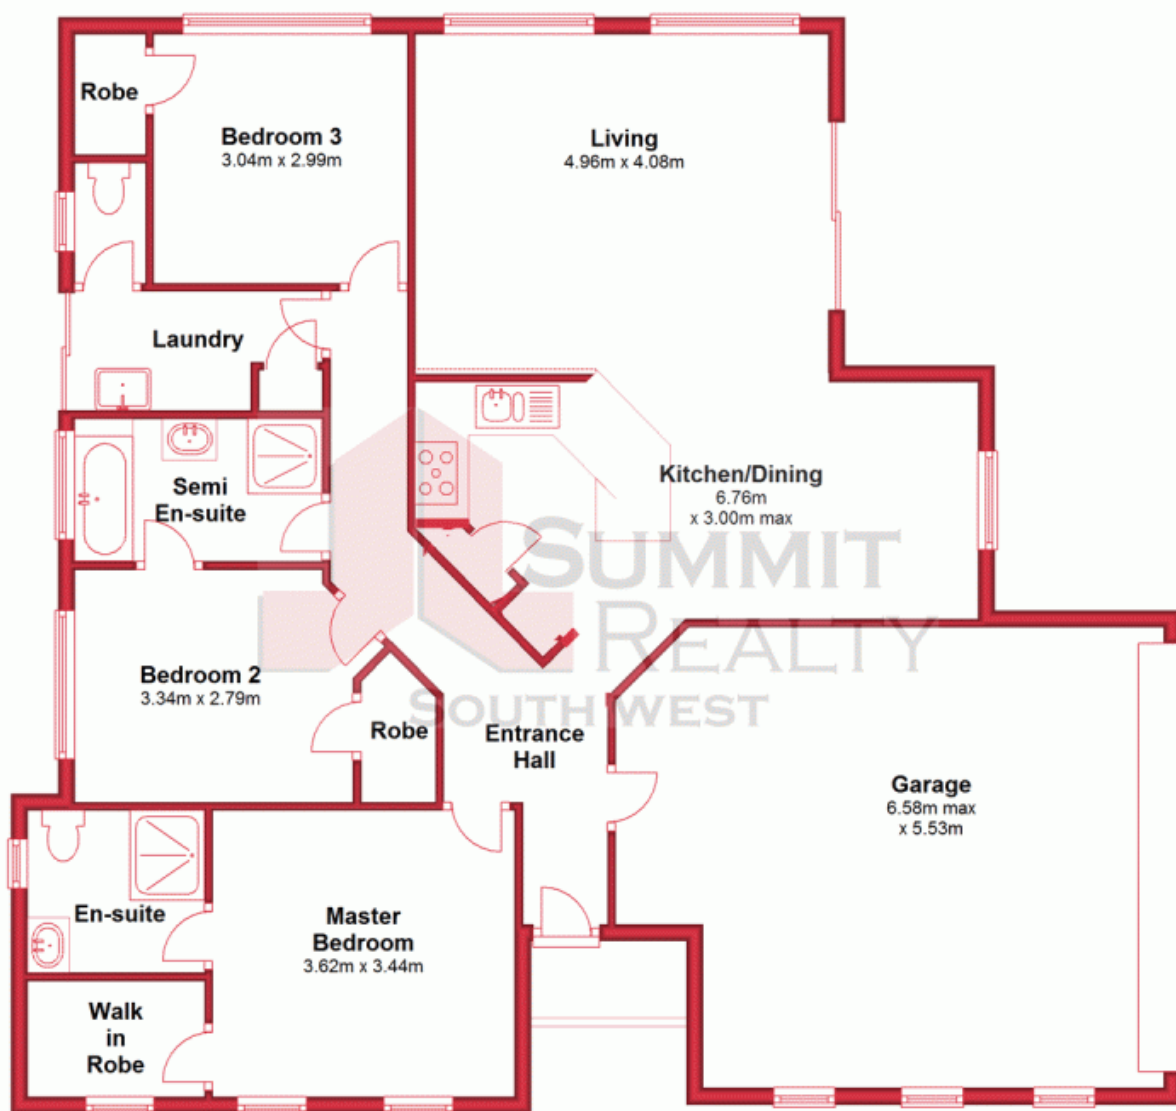 Robe
Bedroom 3
3.04m x 2.99m
Living
4.96m x 4.08m
Laundry
Semi
En-suite
Kitchen/Dining
6.76m
x 3.00m max
SUMMIT
REALTY
SOUTH WEST
Bedroom 2
3.34m x 2.79m
Robe
Entrance
Hall
Garage
6.58m max
x 5.53m
En-suite
Master
Bedroom
3.62m x 3.44m
Walk
in
Robe